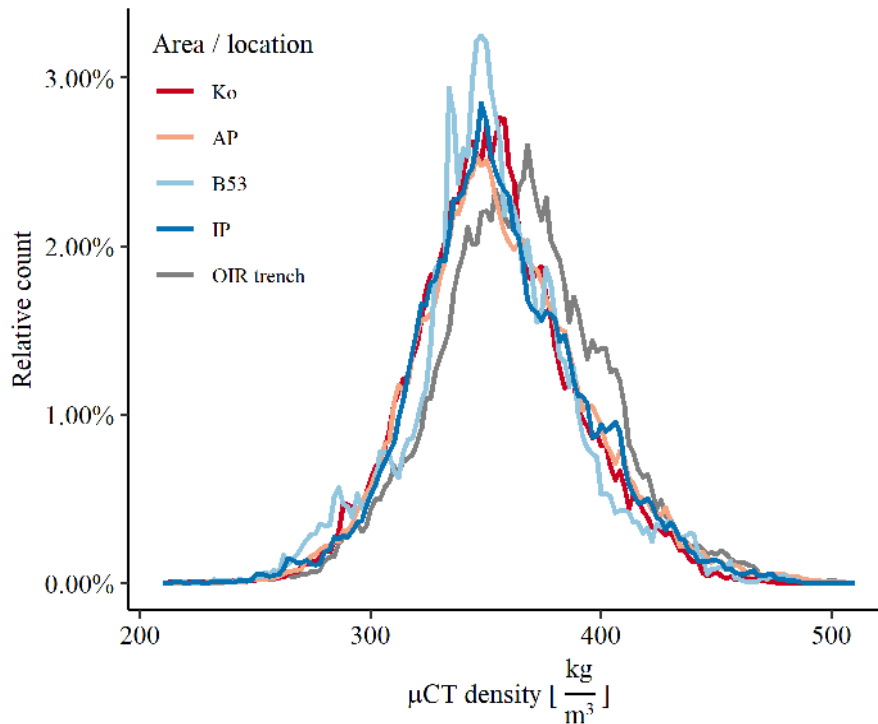 Area / location
Ko
AP
B53
IP
OIR trench
3.00%
2.00%
1.00%
0.00%
Relative count
200
300
400
500
μCT density [ kg/m³ ]